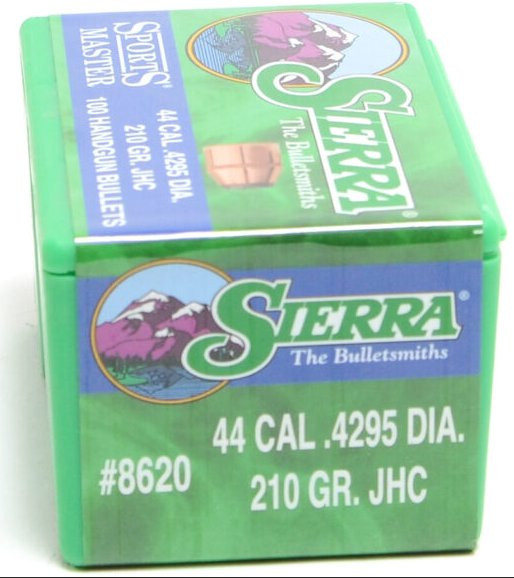 SIERRA®
The Bulletsmiths
44 CAL .4295 DIA.
210 GR. JHC
SPORTS®
MASTER
100 HANDGUN BULLETS
SIERRA®
The Bulletsmiths
#8620
44 CAL .4295 DIA.
210 GR. JHC